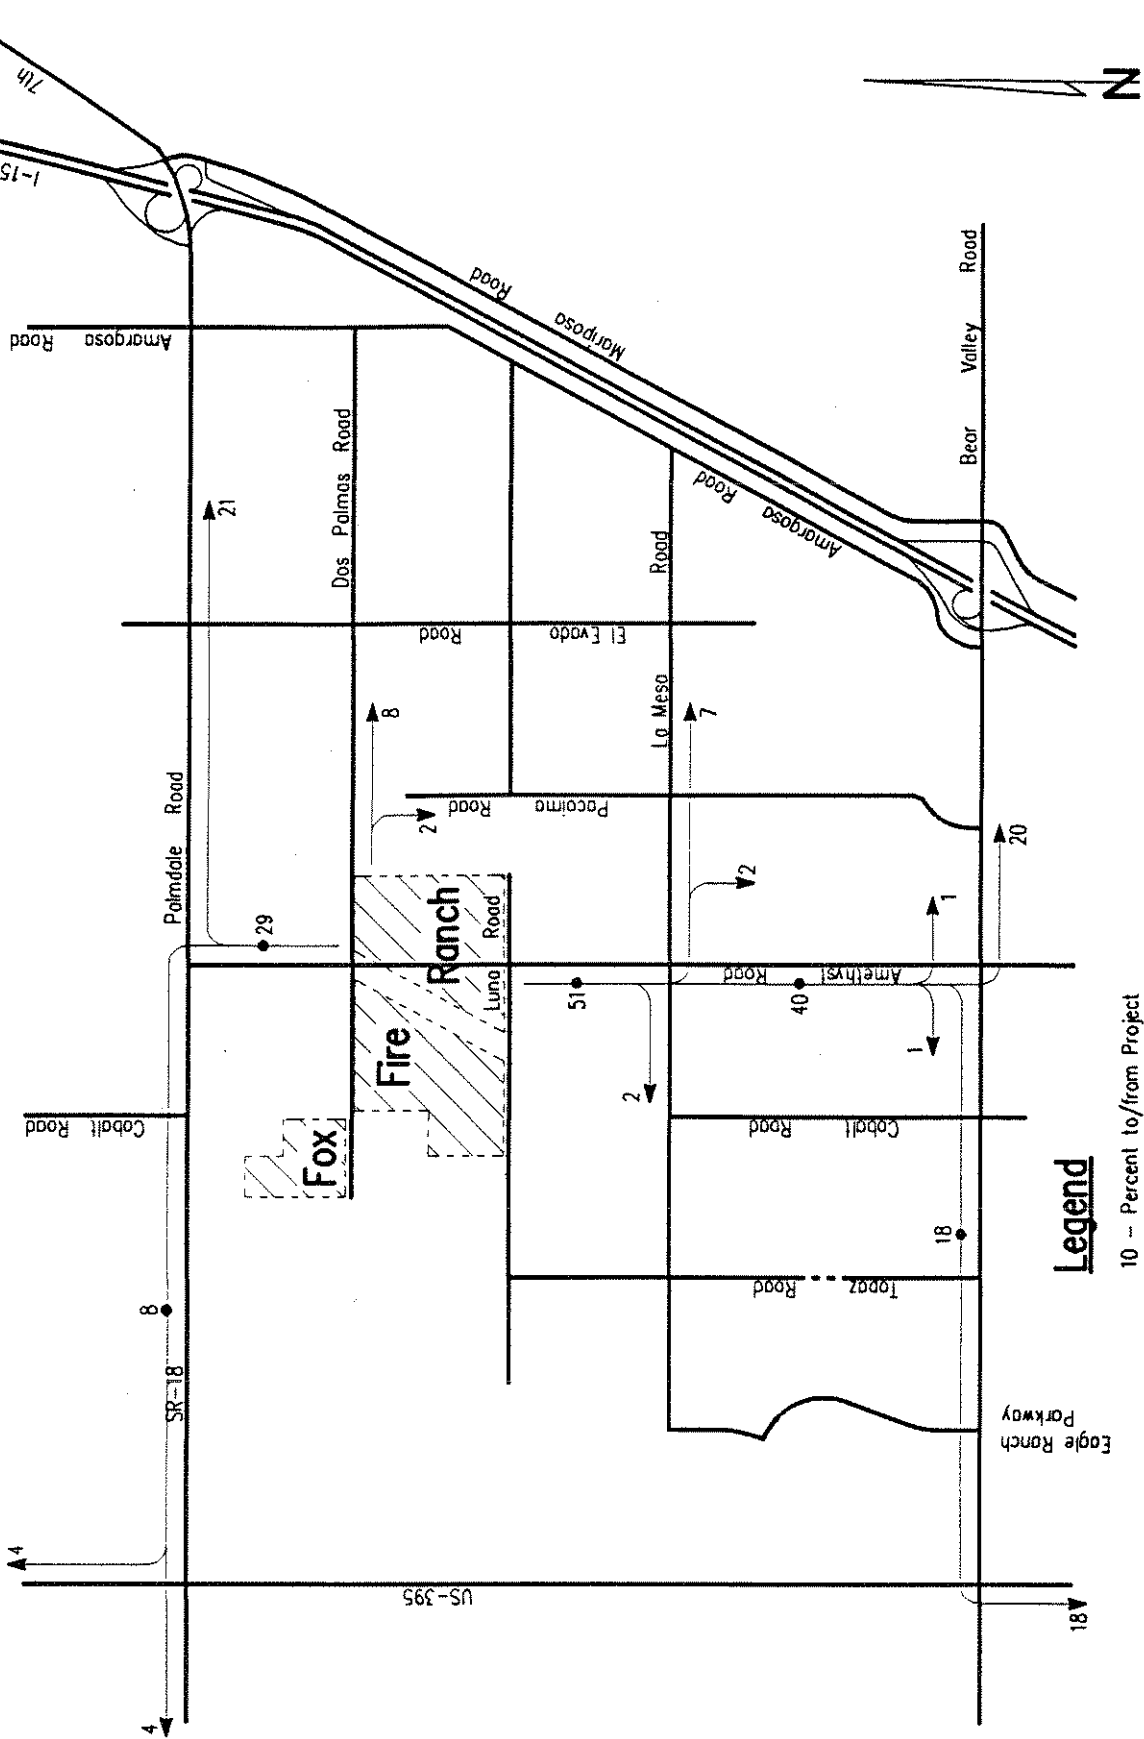 7th
I-15
N
Amargosa Road
Mariposa Road
Bear Valley Road
21
Dos Palmas Road
Amargosa Road
El Evado Road
La Mesa Road
8
7
Palmdale Road
2
Pacoima Road
20
29
Fox Fire Ranch
Luna Road
2
51
40
Amethyst Road
1
1
2
Cobalt Road
Cobalt Road
18
Topaz Road
8
SR-18
Eagle Ranch
Parkway
4
US-395
18
4
Legend
10 - Percent to/from Project